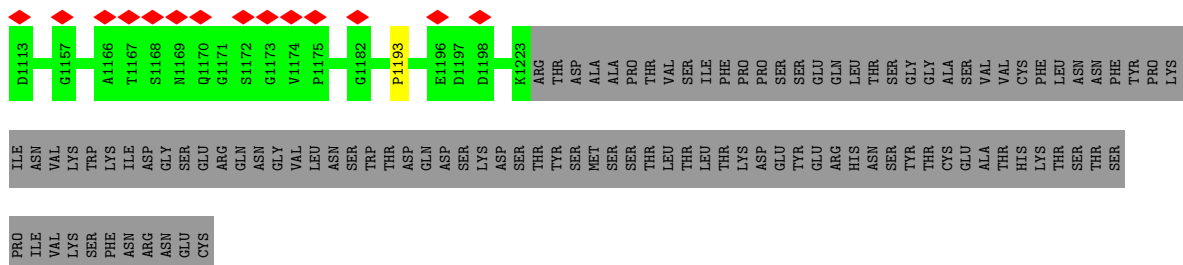 D1113 G1157 A1166 T1167 S1168 N1169 Q1170 G1171 S1172 G1173 V1174 P1175 G1182 P1193 E1196 D1197 D1198 K1223 ARG THR ASP ALA ALA PRO THR VAL SER ILE PHE PRO PRO SER SER GLU GLN LEU THR SER GLY GLY ALA SER VAL VAL CYS PHE LEU ASN ASN PHE TYR PRO LYS
ILE ASN VAL LYS TRP LYS ILE ASP GLY SER GLU ARG GLN ASN GLY VAL LEU ASN SER TRP THR ASP GLN ASP SER LYS ASP SER THR TYR SER MET SER SER THR LEU THR LEU THR LYS ASP GLU TYR GLU ARG HIS ASN SER TYR THR CYS GLU ALA THR HIS LYS THR SER THR SER
PRO ILE VAL LYS SER PHE ASN ARG ASN GLU CYS